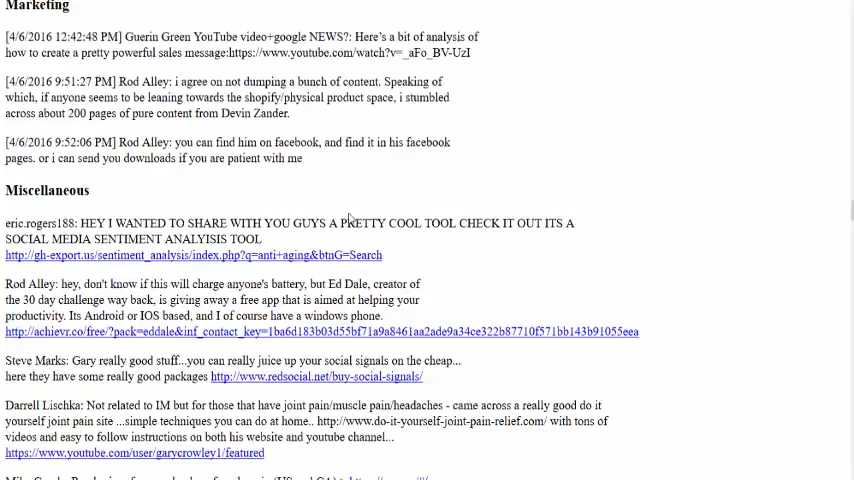 Marketing
[4/6/2016 12:42:48 PM] Guerin Green YouTube video+google NEWS?: Here's a bit of analysis of
how to create a pretty powerful sales message:https://www.youtube.com/watch?v=_aFo_BV-UzI
[4/6/2016 9:51:27 PM] Rod Alley: i agree on not dumping a bunch of content. Speaking of
which, if anyone seems to be leaning towards the shopify/physical product space, i stumbled
across about 200 pages of pure content from Devin Zander.
[4/6/2016 9:52:06 PM] Rod Alley: you can find him on facebook, and find it in his facebook
pages. or i can send you downloads if you are patient with me
Miscellaneous
eric.rogers188: HEY I WANTED TO SHARE WITH YOU GUYS A PRETTY COOL TOOL CHECK IT OUT ITS A
SOCIAL MEDIA SENTIMENT ANALYISIS TOOL
http://gh-export.us/sentiment_analysis/index.php?q=anti+aging&btnG=Search
Rod Alley: hey, don't know if this will charge anyone's battery, but Ed Dale, creator of
the 30 day challenge way back, is giving away a free app that is aimed at helping your
productivity. Its Android or IOS based, and I of course have a windows phone.
http://achievr.co/free/?pack=eddale&inf_contact_key=1ba6d183b03d55bf71a9a8461aa2ade9a34ce322b87710f571bb143b91055eea
Steve Marks: Gary really good stuff...you can really juice up your social signals on the cheap...
here they have some really good packages http://www.redsocial.net/buy-social-signals/
Darrell Lischka: Not related to IM but for those that have joint pain/muscle pain/headaches - came across a really good do it
yourself joint pain site ...simple techniques you can do at home.. http://www.do-it-yourself-joint-pain-relief.com/ with tons of
videos and easy to follow instructions on both his website and youtube channel...
https://www.youtube.com/user/garycrowley1/featured